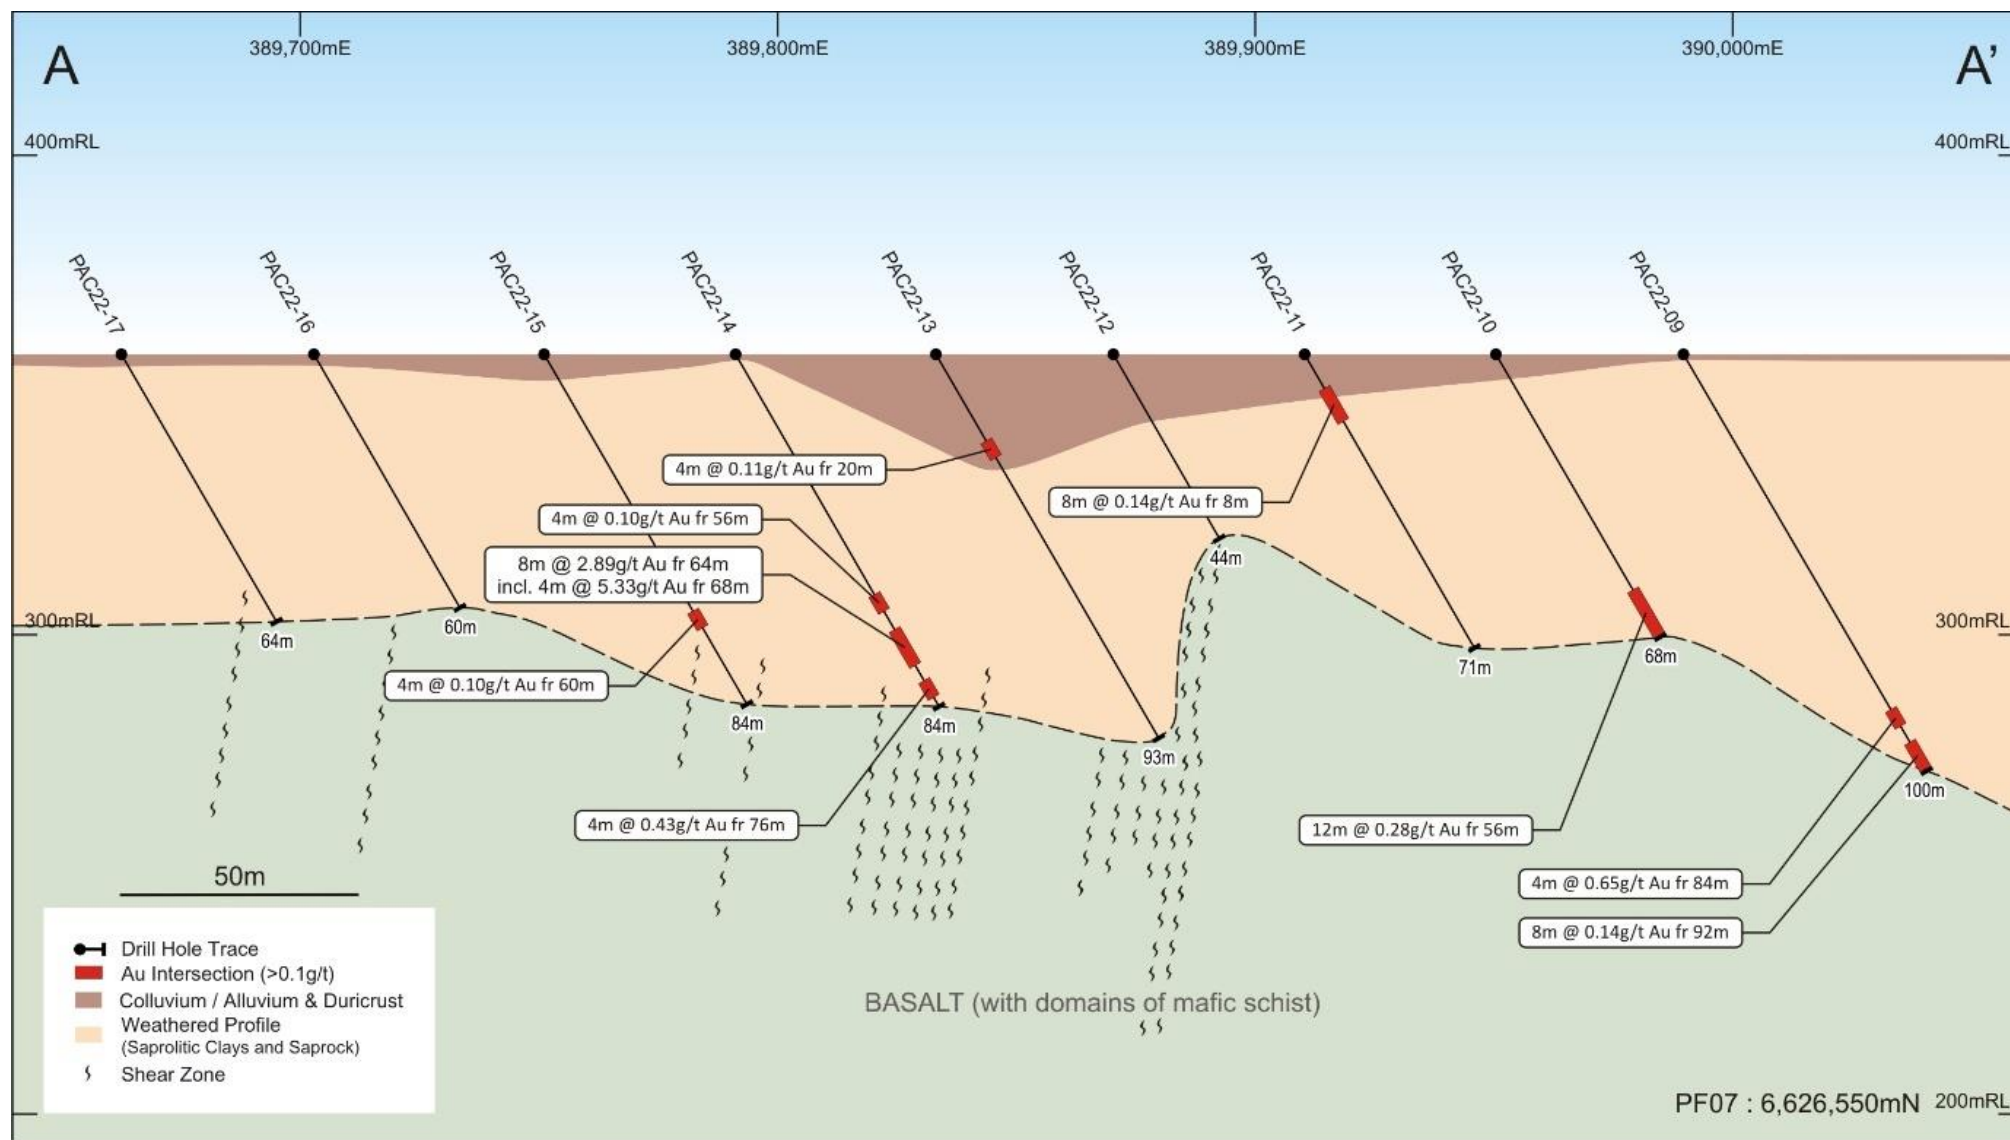 389,700mE
389,800mE
389,900mE
390,000mE
A
A’
400mRL
400mRL
PAC22-17
PAC22-16
PAC22-15
PAC22-14
PAC22-13
PAC22-12
PAC22-11
PAC22-10
PAC22-09
4m @ 0.11g/t Au fr 20m
8m @ 0.14g/t Au fr 8m
4m @ 0.10g/t Au fr 56m
8m @ 2.89g/t Au fr 64m
incl. 4m @ 5.33g/t Au fr 68m
44m
300mRL
300mRL
64m
60m
71m
68m
4m @ 0.10g/t Au fr 60m
84m
84m
93m
100m
4m @ 0.43g/t Au fr 76m
12m @ 0.28g/t Au fr 56m
4m @ 0.65g/t Au fr 84m
8m @ 0.14g/t Au fr 92m
50m
Drill Hole Trace
Au Intersection (>0.1g/t)
Colluvium / Alluvium & Duricrust
Weathered Profile
(Saprolitic Clays and Saprock)
Shear Zone
BASALT (with domains of mafic schist)
PF07 : 6,626,550mN
200mRL